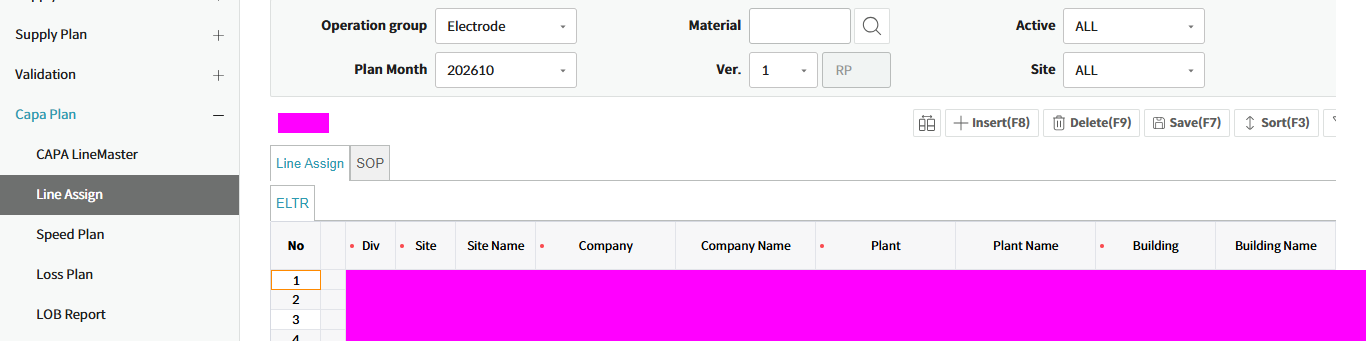 Operation group Electrode Material Active ALL
Supply Plan
Plan Month 202610 Ver. 1 RP Site ALL
Validation
Capa Plan
Insert(F8) Delete(F9) Save(F7) Sort(F3)
CAPA LineMaster
Line Assign SOP
Line Assign
ELTR
Speed Plan
No Div Site Site Name Company Company Name Plant Plant Name Building Building Name
Loss Plan
1
2
LOB Report
3
4